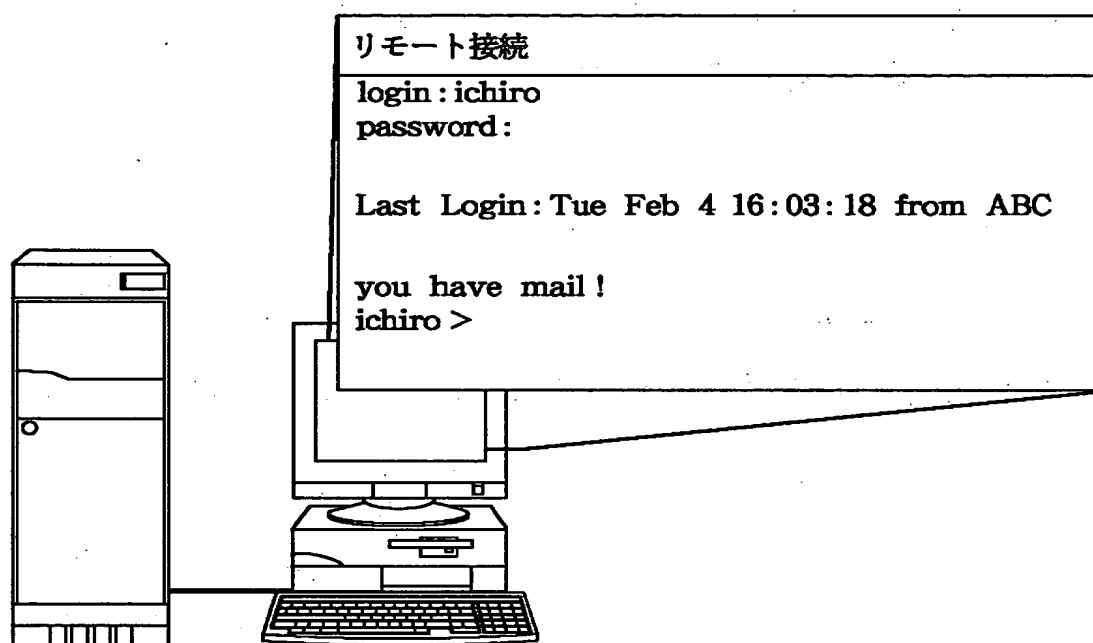 リモート接続
login:ichiro
password:
Last Login:Tue Feb 4 16:03:18 from ABC
you have mail!
ichiro>